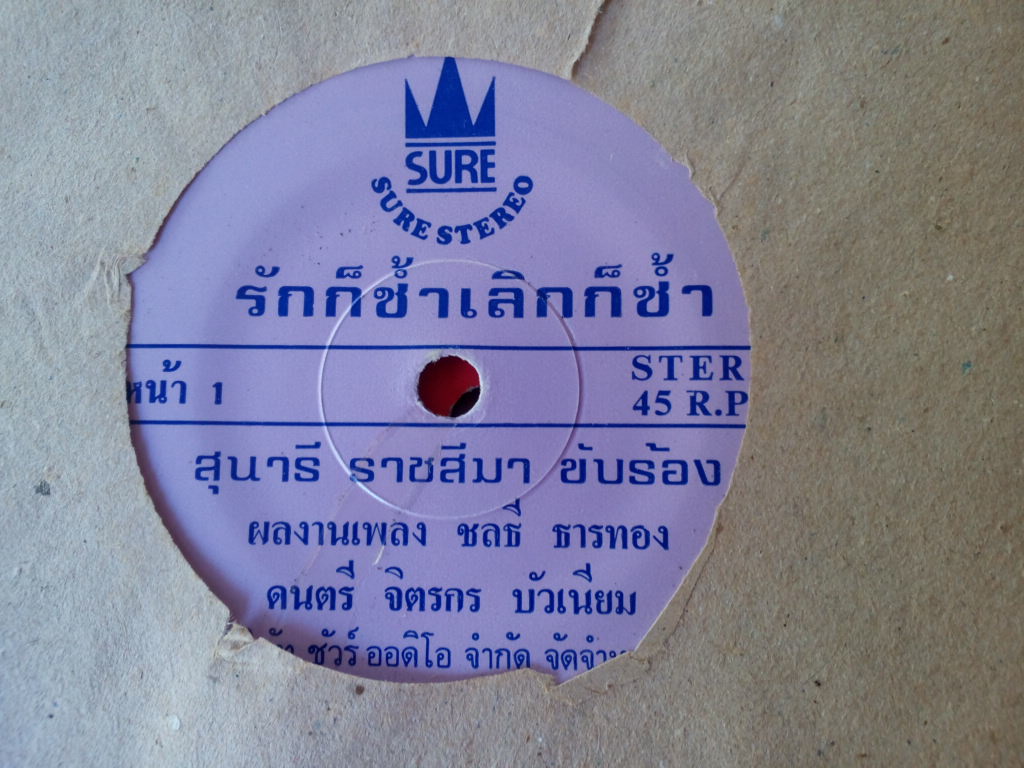 SURE
SURE STEREO
รักก็ช้ำเลิกก็ช้ำ
หน้า 1
STER
45 R.P
สุนารี ราชสีมา ขับร้อง
ผลงานเพลง ชลธี ธารทอง
ดนตรี จิตรกร บัวเนียม
ชัวร์ ออดิโอ จำกัด